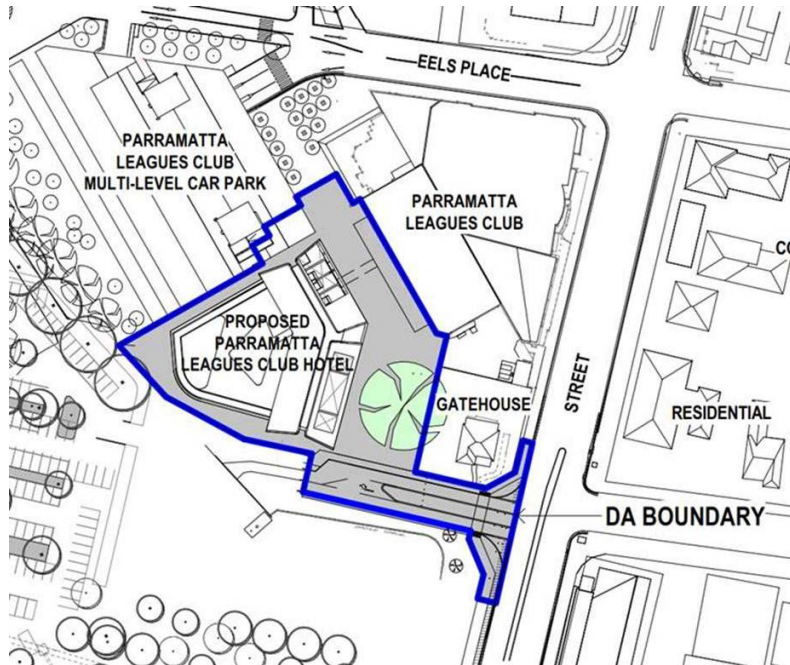 EELS PLACE
PARRAMATTA
LEAGUES CLUB
MULTI-LEVEL CAR PARK
PARRAMATTA
LEAGUES CLUB
CO
PROPOSED
PARRAMATTA
LEAGUES CLUB HOTEL
GATEHOUSE
STREET
RESIDENTIAL
DA BOUNDARY